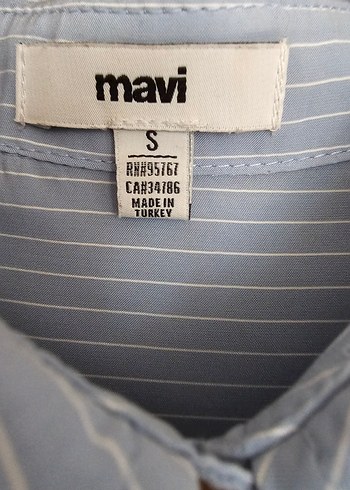 mavi
S
RN#95767
CA#34786
MADE IN
TURKEY